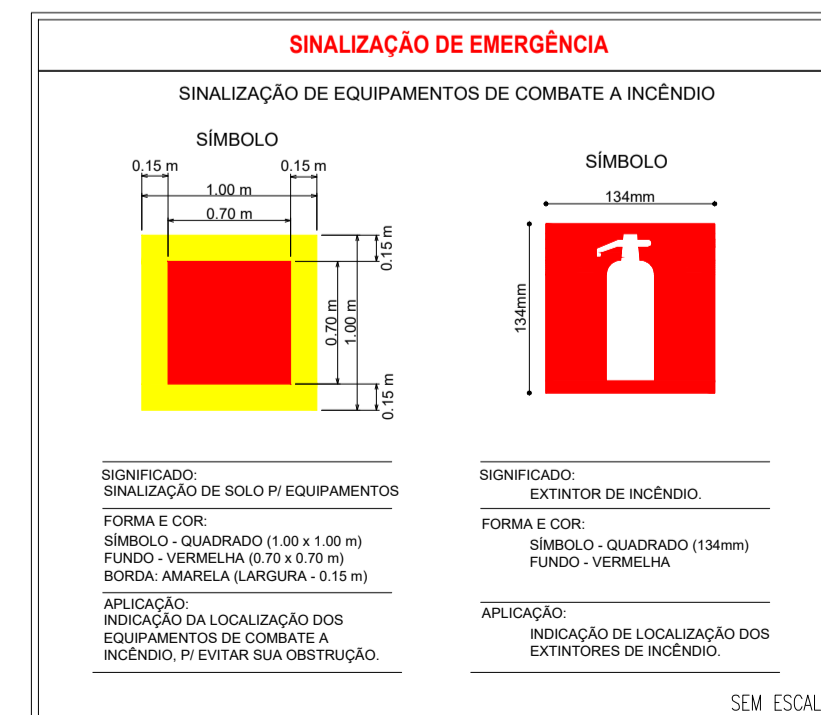 SINALIZAÇÃO DE EMERGÊNCIA
SINALIZAÇÃO DE EQUIPAMENTOS DE COMBATE A INCÊNDIO
SÍMBOLO
0.15 m
0.15 m
1.00 m
0.70 m
0.15 m
0.70 m
1.00 m
0.15 m
SIGNIFICADO:
SINALIZAÇÃO DE SOLO P/ EQUIPAMENTOS
FORMA E COR:
SÍMBOLO - QUADRADO (1.00 x 1.00 m)
FUNDO - VERMELHA (0.70 x 0.70 m)
BORDA: AMARELA (LARGURA - 0.15 m)
APLICAÇÃO:
INDICAÇÃO DA LOCALIZAÇÃO DOS
EQUIPAMENTOS DE COMBATE A
INCÊNDIO, P/ EVITAR SUA OBSTRUÇÃO.
SÍMBOLO
134mm
134mm
SIGNIFICADO:
EXTINTOR DE INCÊNDIO.
FORMA E COR:
SÍMBOLO - QUADRADO (134mm)
FUNDO - VERMELHA
APLICAÇÃO:
INDICAÇÃO DE LOCALIZAÇÃO DOS
EXTINTORES DE INCÊNDIO.
SEM ESCAL